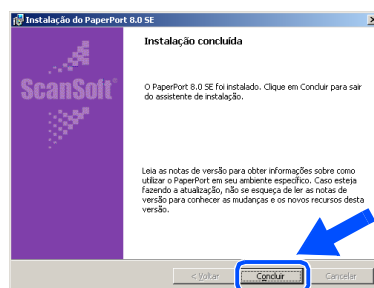 Instalação do PaperPort 8.0 SE
Instalação concluída
ScanSoft®
O PaperPort 8.0 SE foi instalado. Clique em Concluir para sair
do assistente de instalação.
Leia as notas de versão para obter informações sobre como
utilizar o PaperPort em seu ambiente específico. Caso esteja
fazendo a atualização, não se esqueça de ler as notas de
versão para conhecer as mudanças e os novos recursos desta
versão.
< Voltar Concluir Cancelar